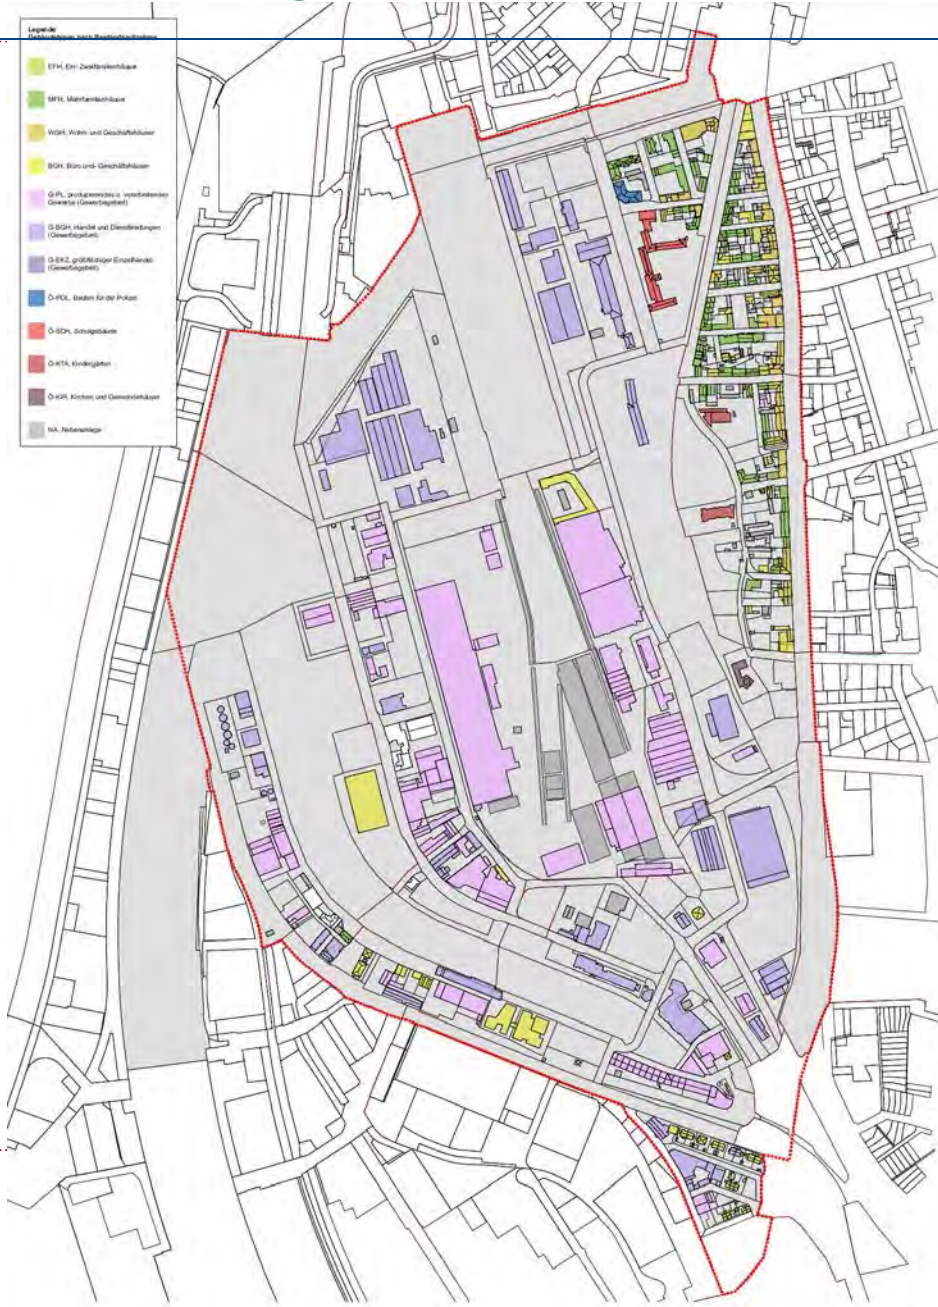 Legende
Gebäudetypen nach Bestandsaufnahme
EFH, Ein- Zweifamilienhäuser
MFH, Mehrfamilienhäuser
WGH, Wohn- und Geschäftshäuser
BGH, Büro und- Geschäftshäuser
G-PL, produzierendes u. verarbeitendes
Gewerbe (Gewerbegebiet)
G-BGH, Handel und Dienstleistungen
(Gewerbegebiet)
G-EKZ, großflächiger Einzelhandel
(Gewerbegebiet)
Ö-POL, Bauten für die Polizei
Ö-SCH, Schulgebäude
Ö-KTA, Kindergärten
Ö-KIR, Kirchen und Gemeindehäuser
NA, Nebenanlage